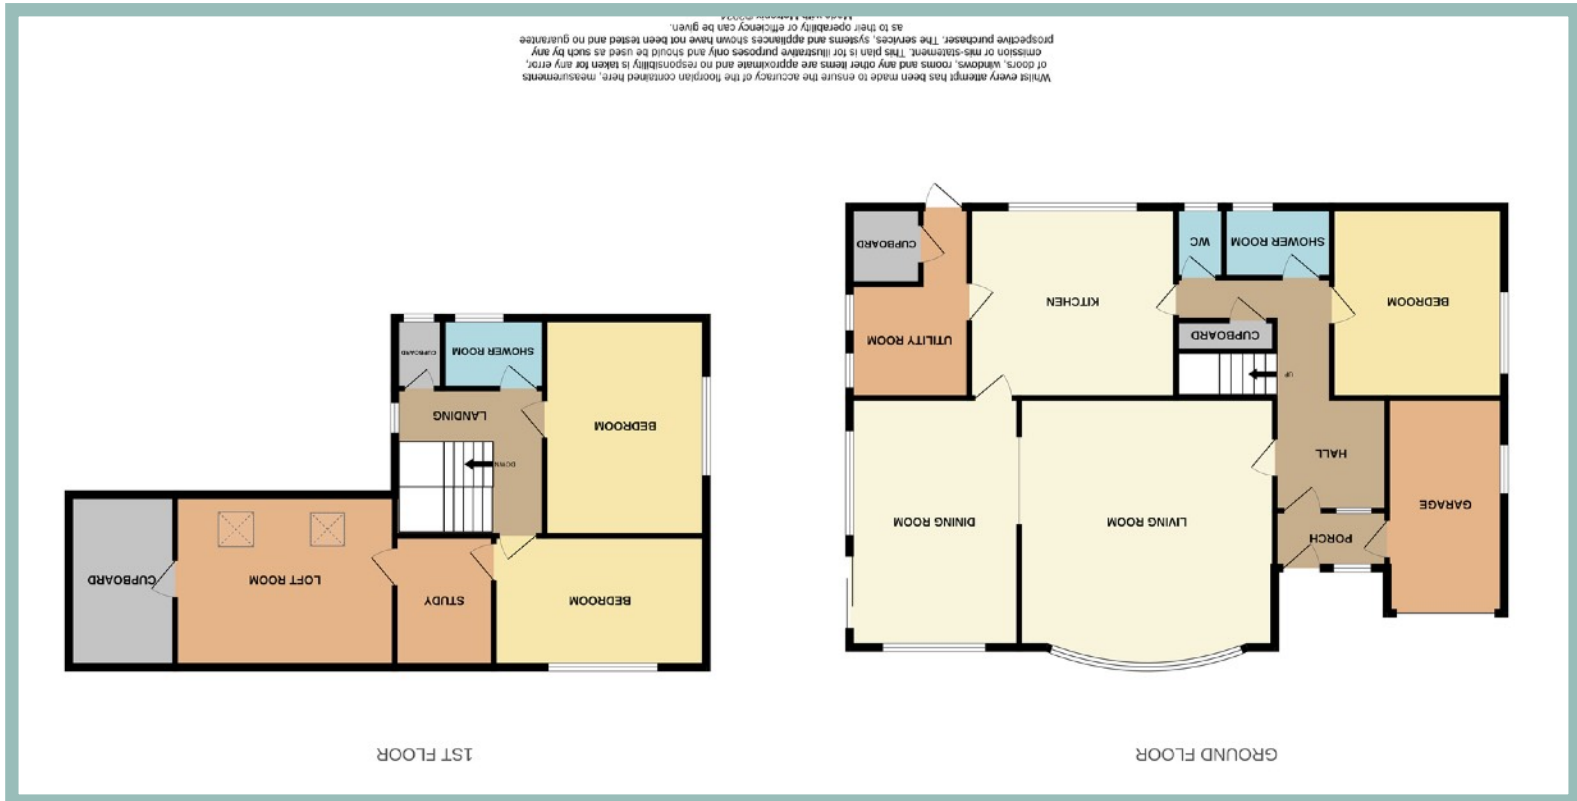 GROUND FLOOR
1ST FLOOR
PORCH
GARAGE
LIVING ROOM
DINING ROOM
HALL
UP
CUPBOARD
UTILITY ROOM
BEDROOM
KITCHEN
SHOWER ROOM
WC
CUPBOARD
BEDROOM
STUDY
LOFT ROOM
CUPBOARD
DOWN
BEDROOM
LANDING
SHOWER ROOM
CUPBOARD
Whilst every attempt has been made to ensure the accuracy of the floorplan contained here, measurements
of doors, windows, rooms and any other items are approximate and no responsibility is taken for any error,
omission or mis-statement. This plan is for illustrative purposes only and should be used as such by any
prospective purchaser. The services, systems and appliances shown have not been tested and no guarantee
as to their operability or efficiency can be given.
Made with Metropix ©2024